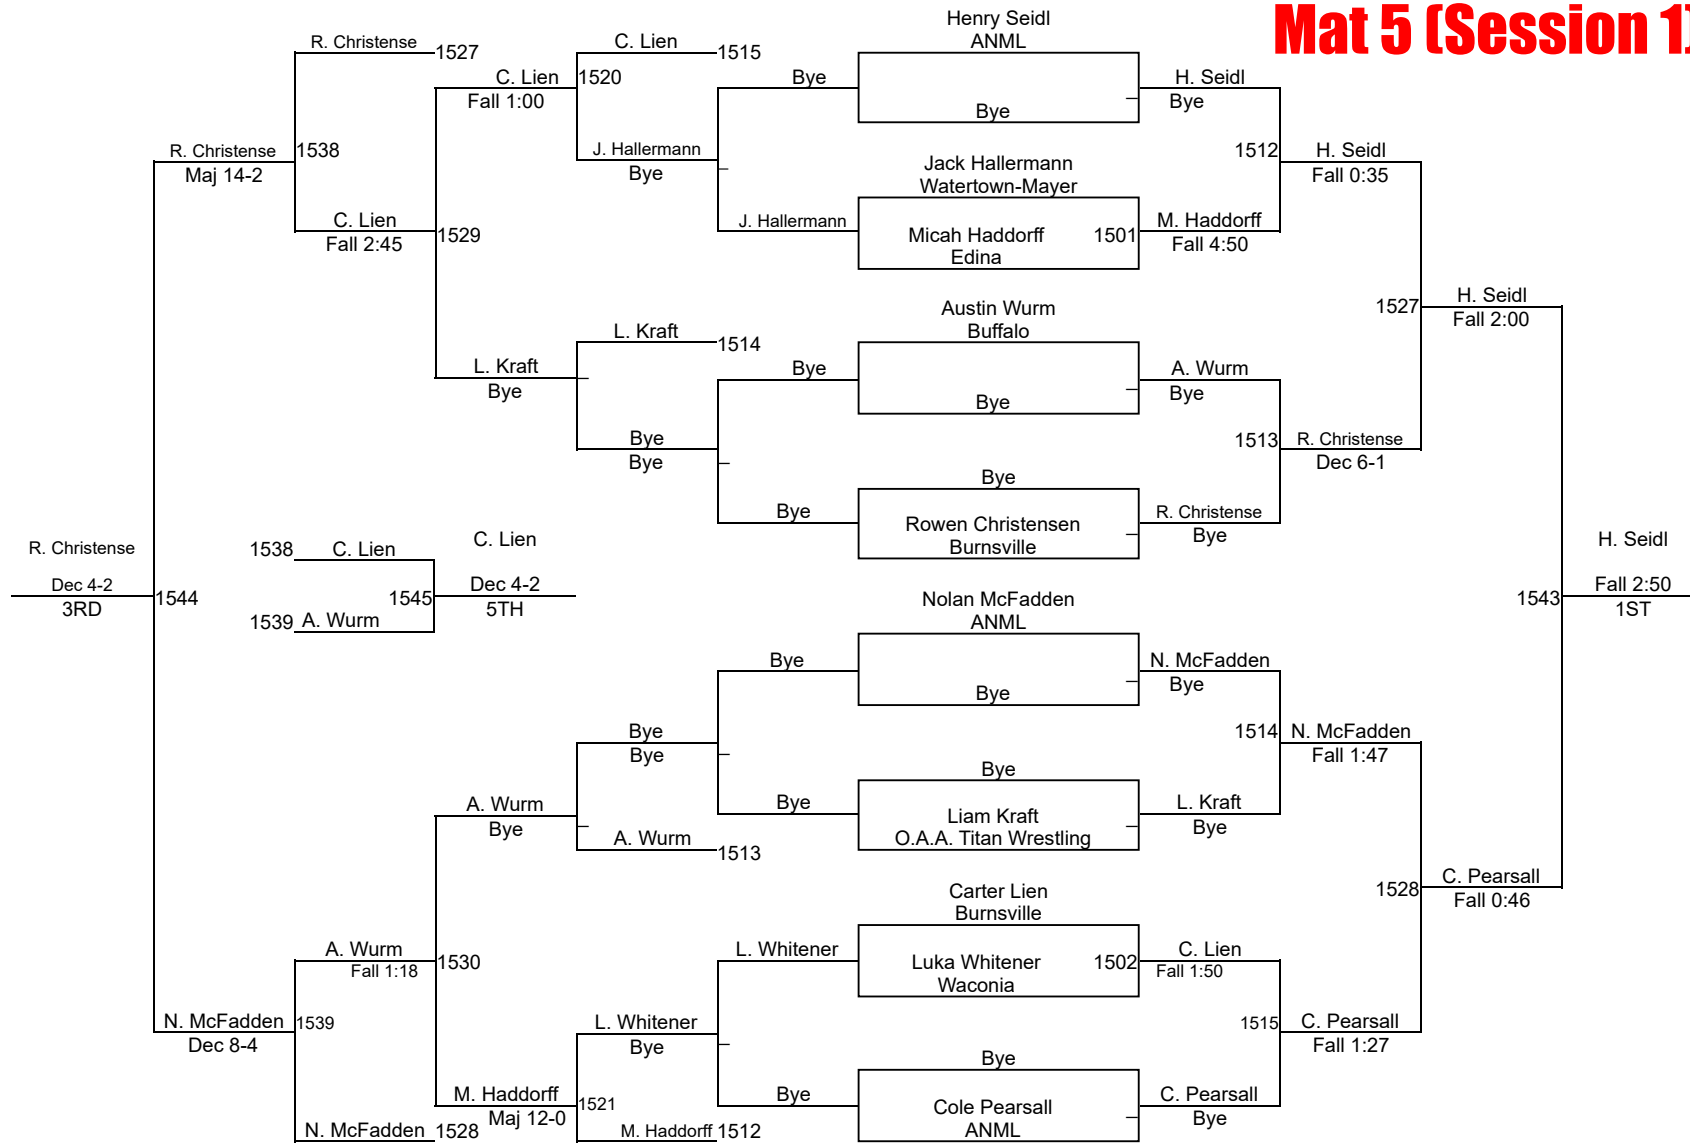 Mat 5 (Session 1)
Henry Seidl
ANML
Bye
Jack Hallermann
Watertown-Mayer
Micah Haddorff
Edina
1501
Austin Wurm
Buffalo
Bye
Bye
Rowen Christensen
Burnsville
Nolan McFadden
ANML
Bye
Bye
Liam Kraft
O.A.A. Titan Wrestling
Carter Lien
Burnsville
Luka Whitener
Waconia
1502
Bye
Cole Pearsall
ANML
H. Seidl
Bye
1512
M. Haddorff
Fall 4:50
H. Seidl
Fall 0:35
A. Wurm
Bye
1513
R. Christense
Bye
R. Christense
Dec 6-1
1527
H. Seidl
Fall 2:00
N. McFadden
Bye
1514
L. Kraft
Bye
N. McFadden
Fall 1:47
C. Lien
Fall 1:50
1515
C. Pearsall
Bye
C. Pearsall
Fall 1:27
1528
C. Pearsall
Fall 0:46
1543
H. Seidl
Fall 2:50
1ST
Bye
J. Hallermann
Bye
Bye
Bye
Bye
L. Whitener
Bye
C. Lien
1515
1520
J. Hallermann
Bye
L. Kraft
1514
Bye
Bye
Bye
Bye
A. Wurm
1513
L. Whitener
Bye
1521
M. Haddorff
1512
C. Lien
Fall 1:00
1529
L. Kraft
Bye
A. Wurm
Bye
1530
M. Haddorff
Maj 12-0
R. Christense
1527
1538
C. Lien
Fall 2:45
A. Wurm
Fall 1:18
1539
N. McFadden
1528
R. Christense
Maj 14-2
1544
N. McFadden
Dec 8-4
R. Christense
Dec 4-2
3RD
1538
C. Lien
1545
1539
A. Wurm
C. Lien
Dec 4-2
5TH